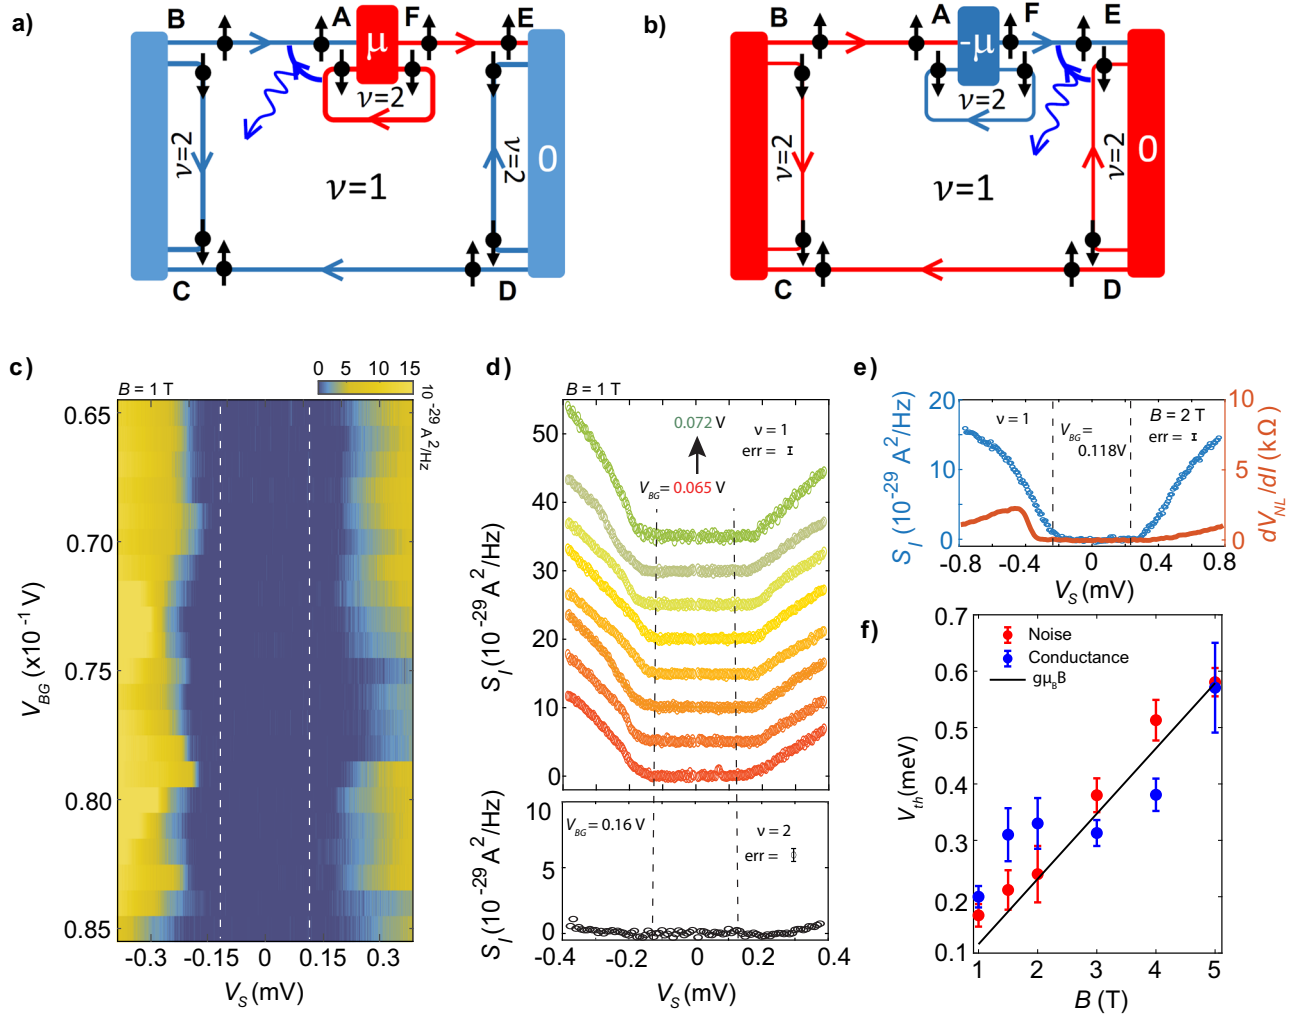 a)
B A F E
μ
ν=2
ν=2
ν=1
ν=2
0
C D
b)
B A F E
-μ
ν=2
ν=2
ν=1
ν=2
0
C D
c)
B = 1 T
0 5 10 15
10⁻²⁹ A²/Hz
0.65
0.70
0.75
0.80
0.85
V_BG (x10⁻¹ V)
-0.3 -0.15 0 0.15 0.3
V_S (mV)
d)
B = 1 T
50
40
30
20
10
0
S_I (10⁻²⁹ A²/Hz)
0.072 V
ν = 1
err =
V_BG = 0.065 V
10
5
0
S_I (10⁻²⁹ A²/Hz)
V_BG = 0.16 V
ν = 2
err =
-0.4 -0.2 0 0.2 0.4
V_S (mV)
e)
20
10
0
S_I (10⁻²⁹ A²/Hz)
ν = 1
V_BG =
0.118V
B = 2 T
err =
10
5
0
dV_NL /dI (kΩ)
-0.8 -0.4 0 0.4 0.8
V_S (mV)
f)
0.7
0.6
0.5
0.4
0.3
0.2
0.1
V_th (meV)
Noise
Conductance
gμ_BB
1 2 3 4 5
B (T)